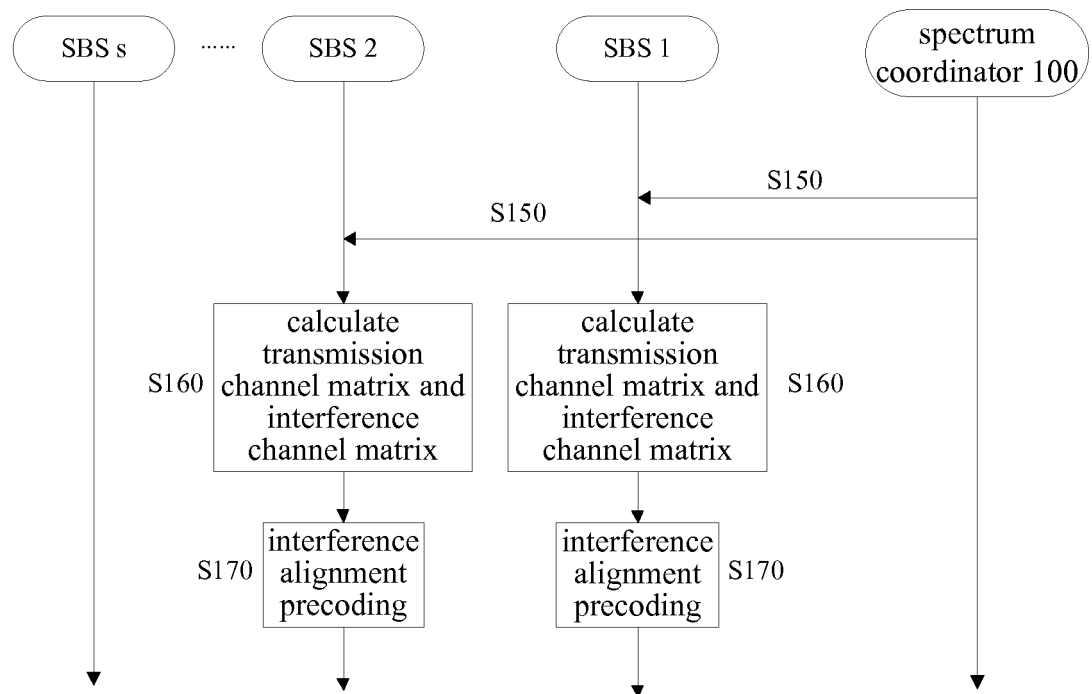 SBS s
......
SBS 2
SBS 1
spectrum
coordinator 100
S150
S150
calculate
transmission
channel matrix and
interference
channel matrix
S160
calculate
transmission
channel matrix and
interference
channel matrix
S160
interference
alignment
precoding
S170
interference
alignment
precoding
S170